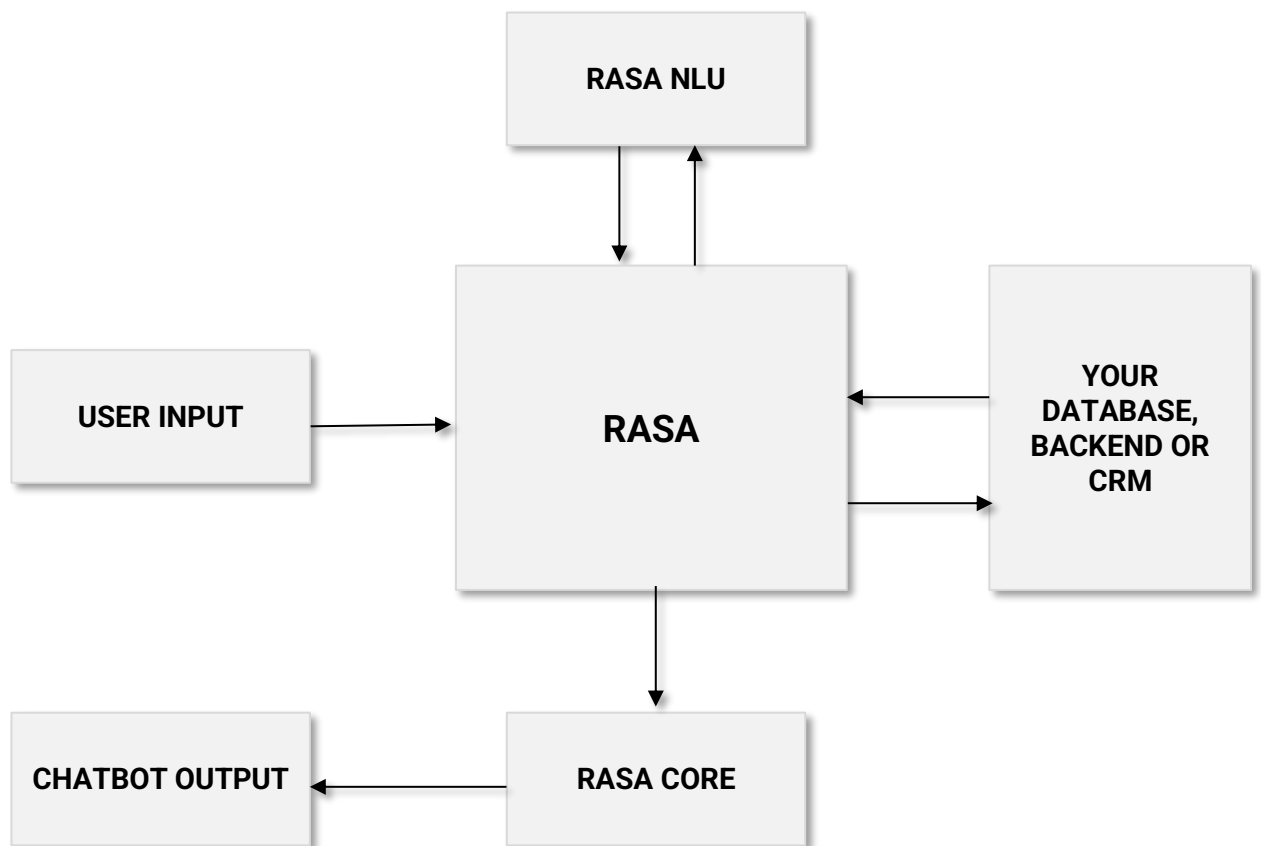 RASA NLU
USER INPUT
RASA
YOUR
DATABASE,
BACKEND OR
CRM
CHATBOT OUTPUT
RASA CORE